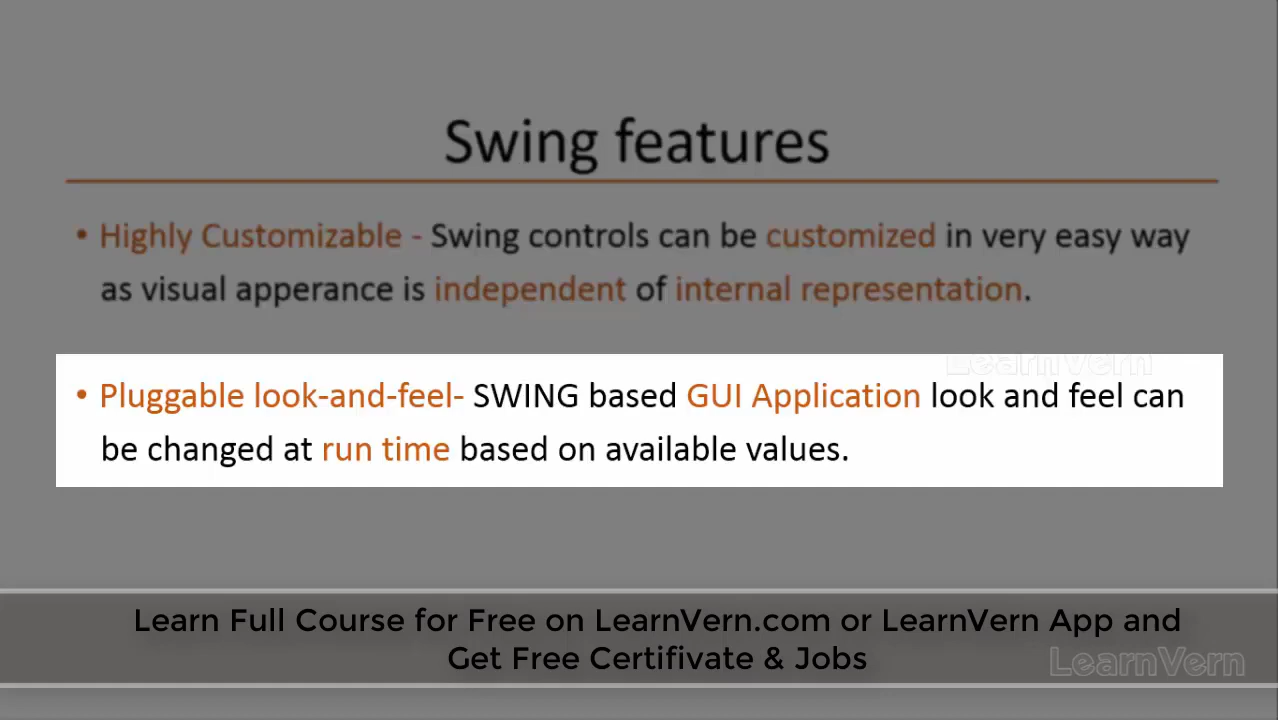 Swing features
• Highly Customizable - Swing controls can be customized in very easy way
as visual apperance is independent of internal representation.
LearnVern
• Pluggable look-and-feel- SWING based GUI Application look and feel can
be changed at run time based on available values.
Learn Full Course for Free on LearnVern.com or LearnVern App and
Get Free Certifivate & Jobs
LearnVern